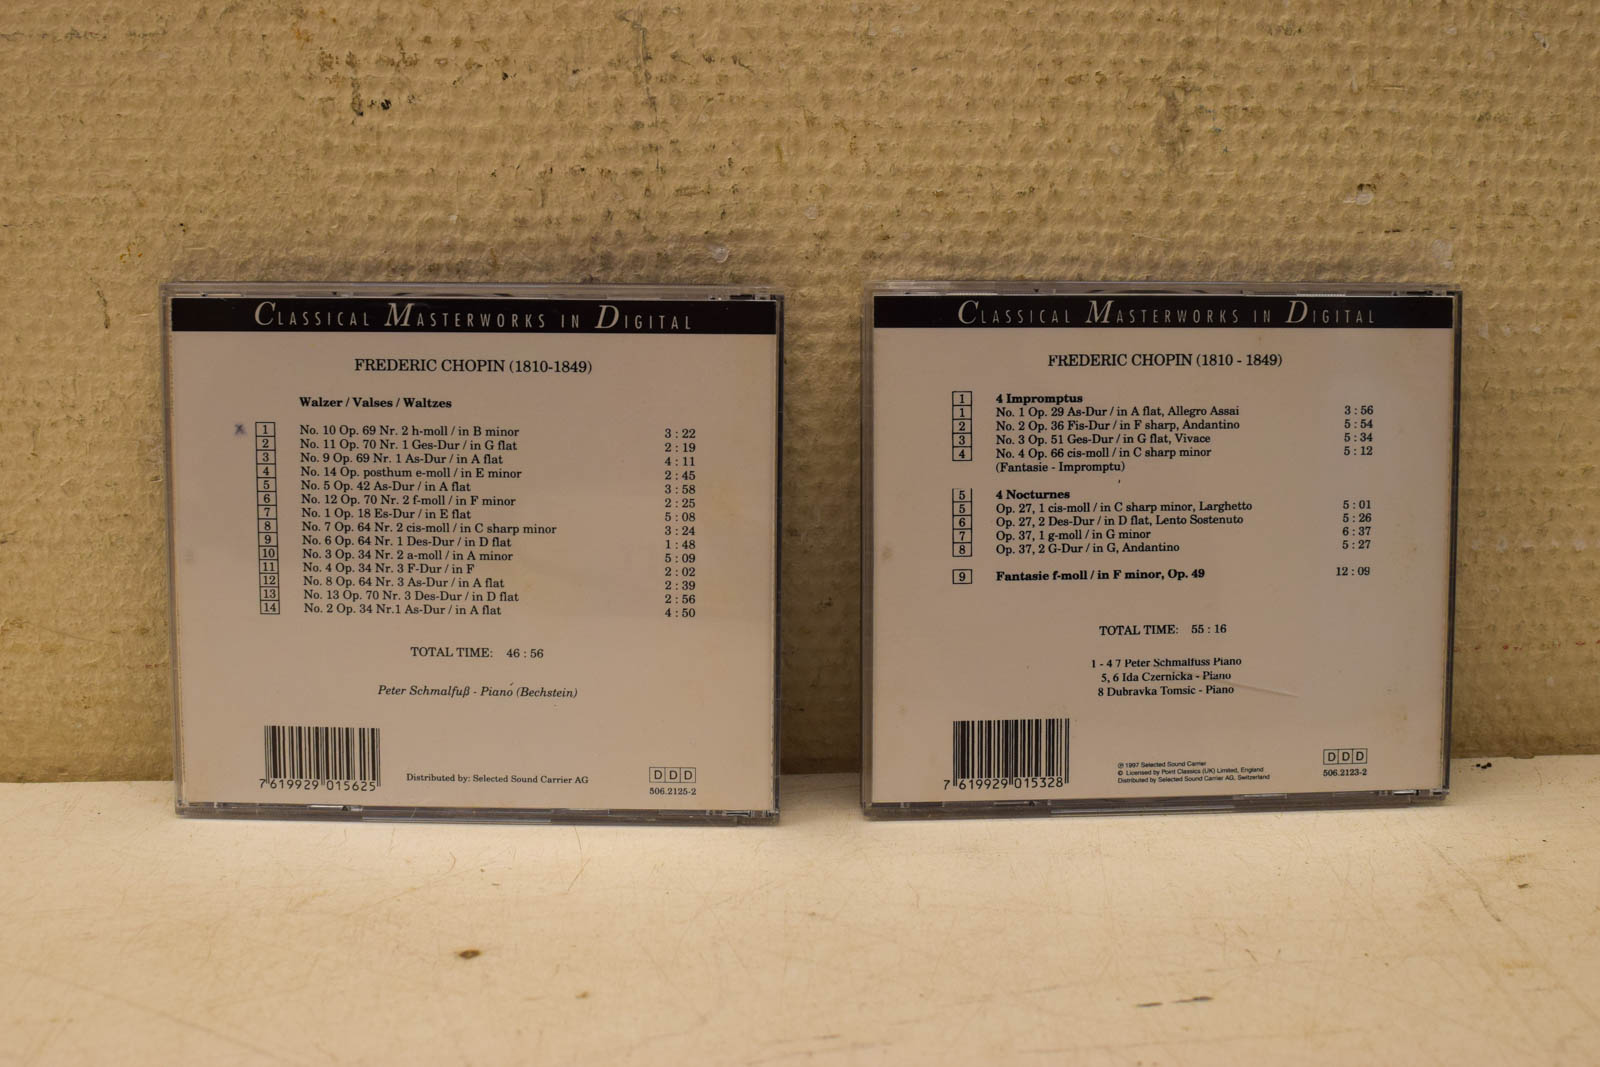 CLASSICAL MASTERWORKS IN DIGITAL
FREDERIC CHOPIN (1810-1849)
Walzer / Valses / Waltzes
x 1 No. 10 Op. 69 Nr. 2 h-moll / in B minor 3 : 22
2 No. 11 Op. 70 Nr. 1 Ges-Dur / in G flat 2 : 19
3 No. 9 Op. 69 Nr. 1 As-Dur / in A flat 4 : 11
4 No. 14 Op. posthum e-moll / in E minor 2 : 45
5 No. 5 Op. 42 As-Dur / in A flat 3 : 58
6 No. 12 Op. 70 Nr. 2 f-moll / in F minor 2 : 25
7 No. 1 Op. 18 Es-Dur / in E flat 5 : 08
8 No. 7 Op. 64 Nr. 2 cis-moll / in C sharp minor 3 : 24
9 No. 6 Op. 64 Nr. 1 Des-Dur / in D flat 1 : 48
10 No. 3 Op. 34 Nr. 2 a-moll / in A minor 5 : 09
11 No. 4 Op. 34 Nr. 3 F-Dur / in F 2 : 02
12 No. 8 Op. 64 Nr. 3 As-Dur / in A flat 2 : 39
13 No. 13 Op. 70 Nr. 3 Des-Dur / in D flat 2 : 56
14 No. 2 Op. 34 Nr.1 As-Dur / in A flat 4 : 50
TOTAL TIME: 46 : 56
Peter Schmalfuß - Piano (Bechstein)
7 619929 015625
Distributed by: Selected Sound Carrier AG
DDD
506.2125-2
CLASSICAL MASTERWORKS IN DIGITAL
FREDERIC CHOPIN (1810 - 1849)
1 4 Impromptus
1 No. 1 Op. 29 As-Dur / in A flat, Allegro Assai 3 : 56
2 No. 2 Op. 36 Fis-Dur / in F sharp, Andantino 5 : 54
3 No. 3 Op. 51 Ges-Dur / in G flat, Vivace 5 : 34
4 No. 4 Op. 66 cis-moll / in C sharp minor 5 : 12
(Fantasie - Impromptu)
5 4 Nocturnes
5 Op. 27, 1 cis-moll / in C sharp minor, Larghetto 5 : 01
6 Op. 27, 2 Des-Dur / in D flat, Lento Sostenuto 5 : 26
7 Op. 37, 1 g-moll / in G minor 6 : 37
8 Op. 37, 2 G-Dur / in G, Andantino 5 : 27
9 Fantasie f-moll / in F minor, Op. 49 12 : 09
TOTAL TIME: 55 : 16
1 - 4 7 Peter Schmalfuss Piano
5, 6 Ida Czernicka - Piano
8 Dubravka Tomsic - Piano
7 619929 015328
℗ 1997 Selected Sound Carrier
© Licensed by Point Classics (UK) Limited, England
Distributed by Selected Sound Carrier AG, Switzerland
DDD
506.2123-2